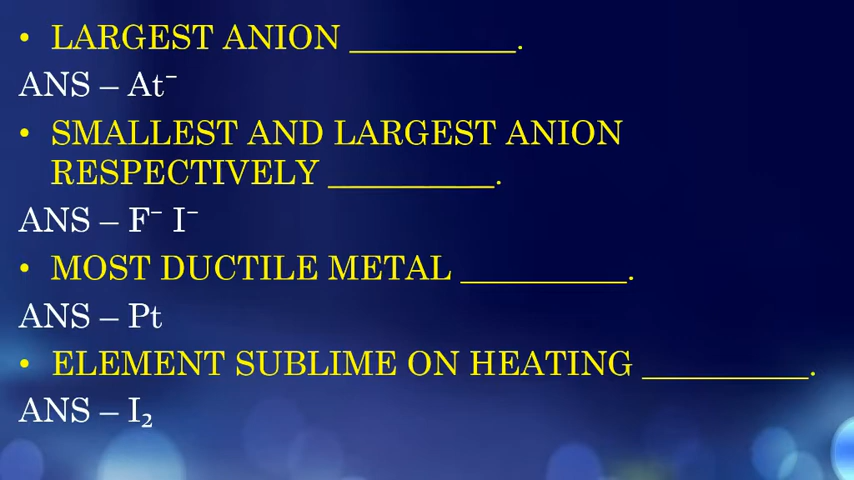 • LARGEST ANION __________.
ANS – At⁻
• SMALLEST AND LARGEST ANION
RESPECTIVELY __________.
ANS – F⁻ I⁻
• MOST DUCTILE METAL __________.
ANS – Pt
• ELEMENT SUBLIME ON HEATING __________.
ANS – I₂